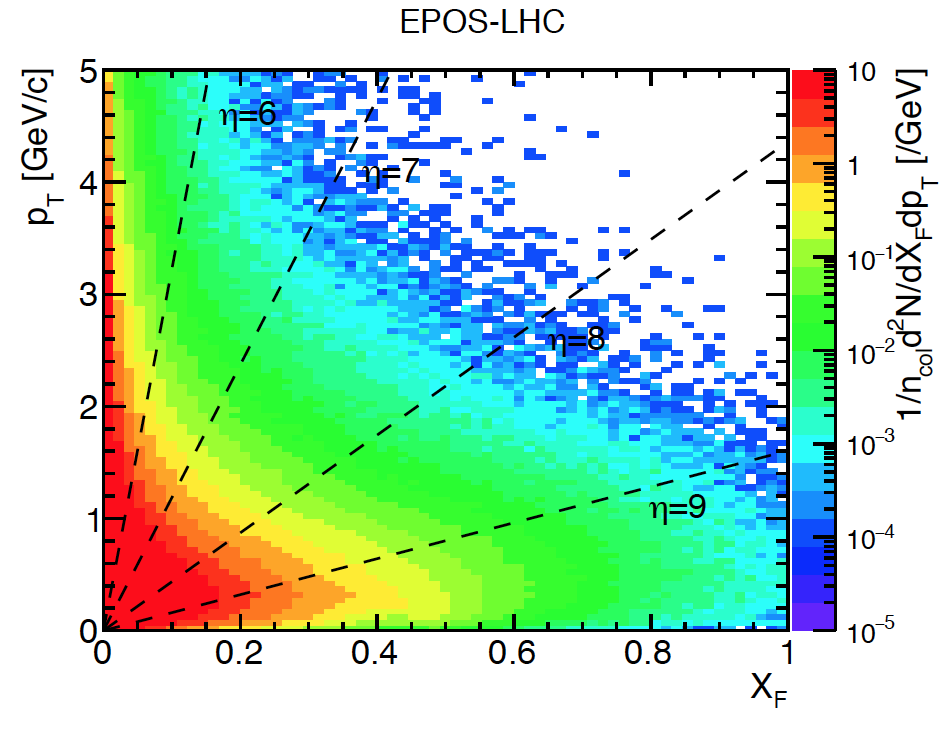 EPOS-LHC
p_T [GeV/c]
5
4
3
2
1
0
η=6
η=7
η=8
η=9
0 0.2 0.4 0.6 0.8 1
X_F
10
1
10⁻¹
10⁻²
10⁻³
10⁻⁴
10⁻⁵
1/n_col d²N/dX_F dp_T [/GeV]